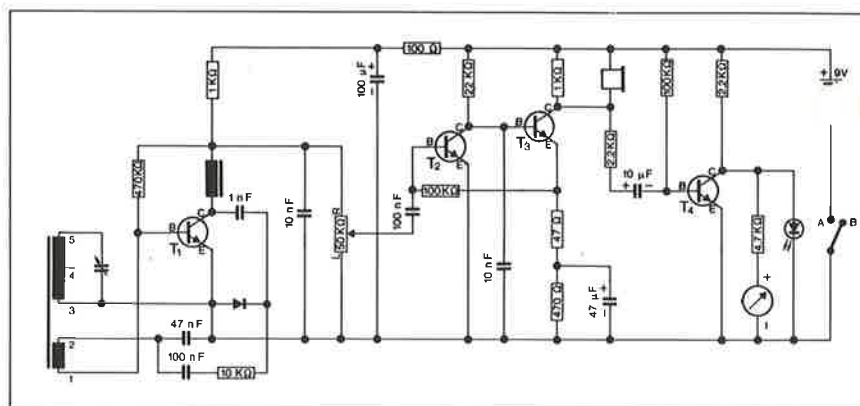 100 Ω
1 KΩ
100 µF
+
−
22 KΩ
1 KΩ
100 KΩ
2.2 KΩ
+ 9V
470 KΩ
B
C
E
T1
1 nF
10 nF
R
50 KΩ
L
B
C
E
T2
100 KΩ
100 nF
10 nF
B
C
E
T3
47 Ω
470 Ω
47 µF
+
−
2.2 KΩ
10 µF
+ −
B
C
E
T4
4.7 KΩ
+
I
A
B
5
4
3
2
1
47 nF
100 nF
10 KΩ